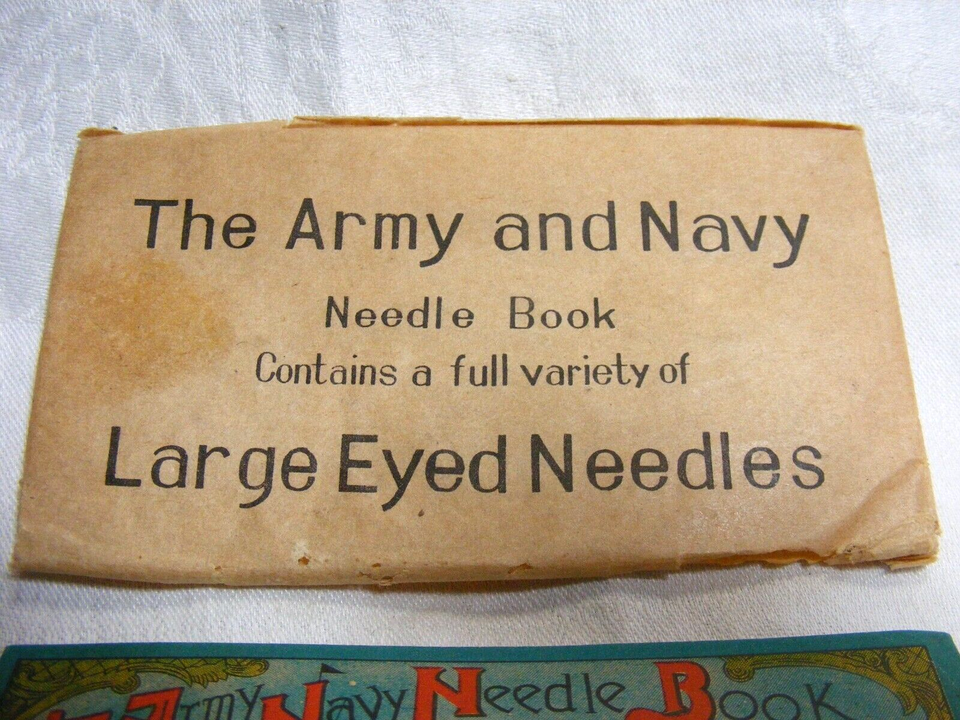 The Army and Navy
Needle Book
Contains a full variety of
Large Eyed Needles
Army Navy Needle Book